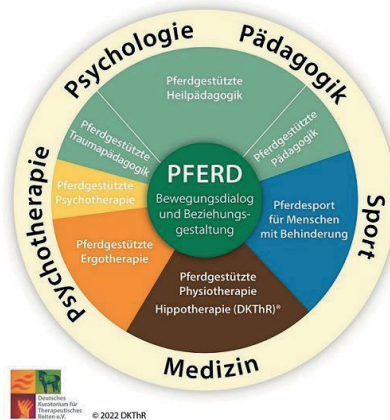 Psychologie
Pädagogik
Sport
Medizin
Psychotherapie
Pferdgestützte
Heilpädagogik
Pferdgestützte
Traumapädagogik
Pferdgestützte
Pädagogik
Pferdgestützte
Psychotherapie
PFERD
Bewegungsdialog
und Beziehungs-
gestaltung
Pferdesport
für Menschen
mit Behinderung
Pferdgestützte
Ergotherapie
Pferdgestützte
Physiotherapie
Hippotherapie (DKThR)®
Deutsches
Kuratorium für
Therapeutisches
Reiten e.V.
© 2022 DKThR